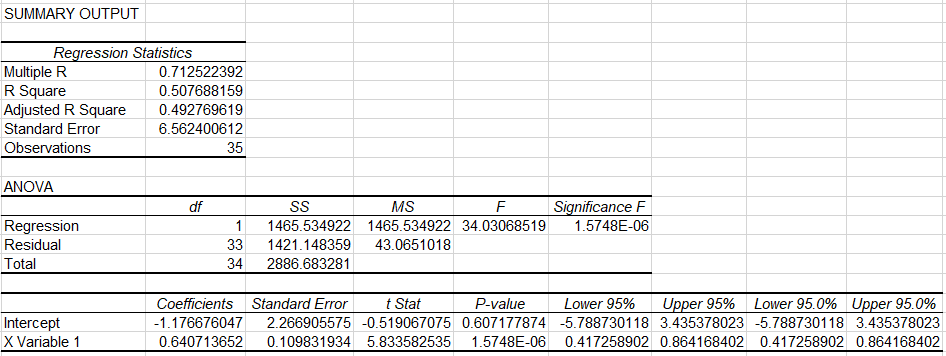 SUMMARY OUTPUT
Regression Statistics
Multiple R 0.712522392
R Square 0.507688159
Adjusted R Square 0.492769619
Standard Error 6.562400612
Observations 35
ANOVA
df SS MS F Significance F
Regression 1 1465.534922 1465.534922 34.03068519 1.5748E-06
Residual 33 1421.148359 43.0651018
Total 34 2886.683281
Coefficients Standard Error t Stat P-value Lower 95% Upper 95% Lower 95.0% Upper 95.0%
Intercept -1.176676047 2.266905575 -0.519067075 0.607177874 -5.788730118 3.435378023 -5.788730118 3.435378023
X Variable 1 0.640713652 0.109831934 5.833582535 1.5748E-06 0.417258902 0.864168402 0.417258902 0.864168402